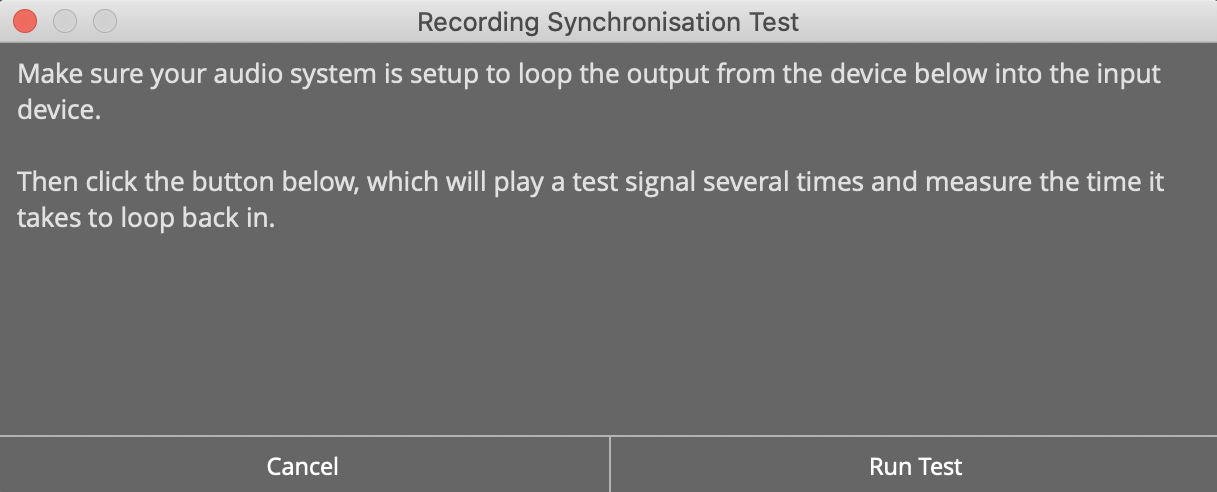 Recording Synchronisation Test
Make sure your audio system is setup to loop the output from the device below into the input
device.
Then click the button below, which will play a test signal several times and measure the time it
takes to loop back in.
Cancel
Run Test